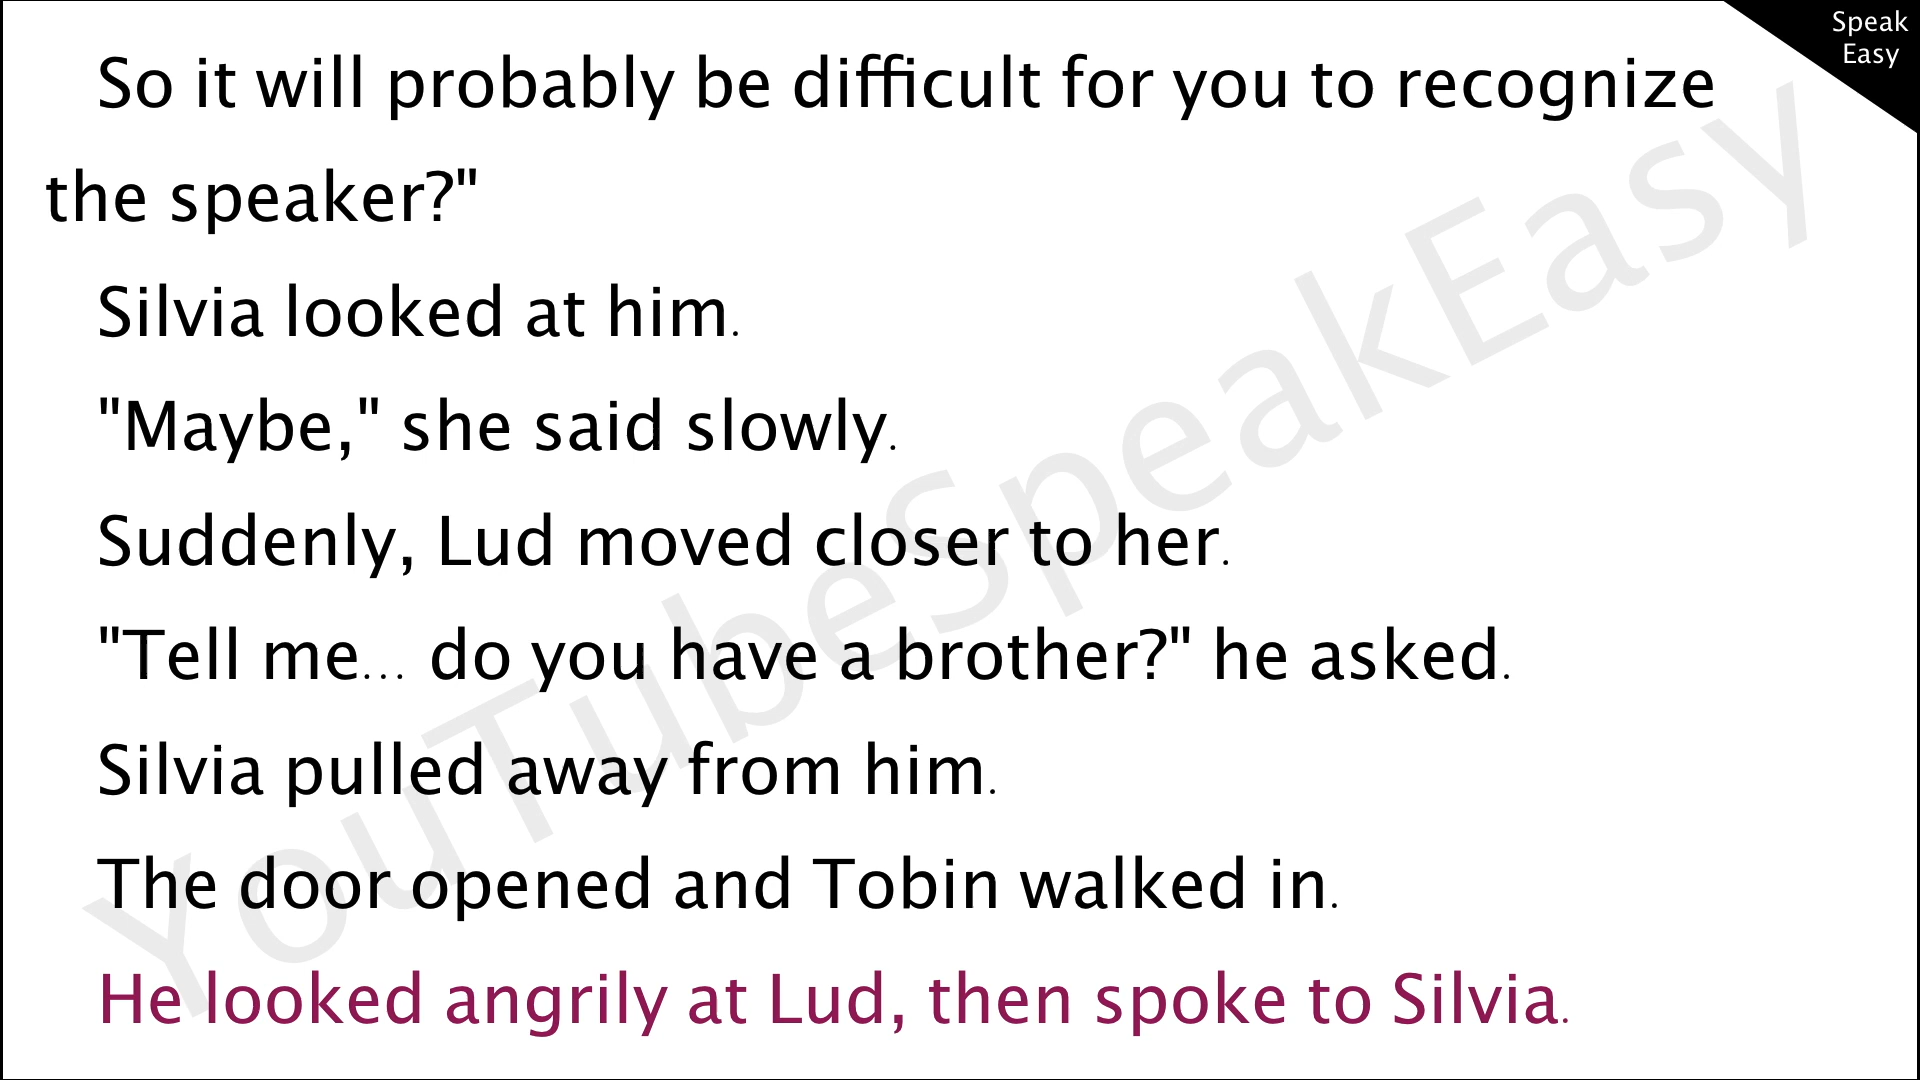 Speak
Easy
So it will probably be difficult for you to recognize
the speaker?"
Silvia looked at him.
"Maybe," she said slowly.
Suddenly, Lud moved closer to her.
"Tell me... do you have a brother?" he asked.
Silvia pulled away from him.
The door opened and Tobin walked in.
He looked angrily at Lud, then spoke to Silvia.
YouTubeSpeakEasy